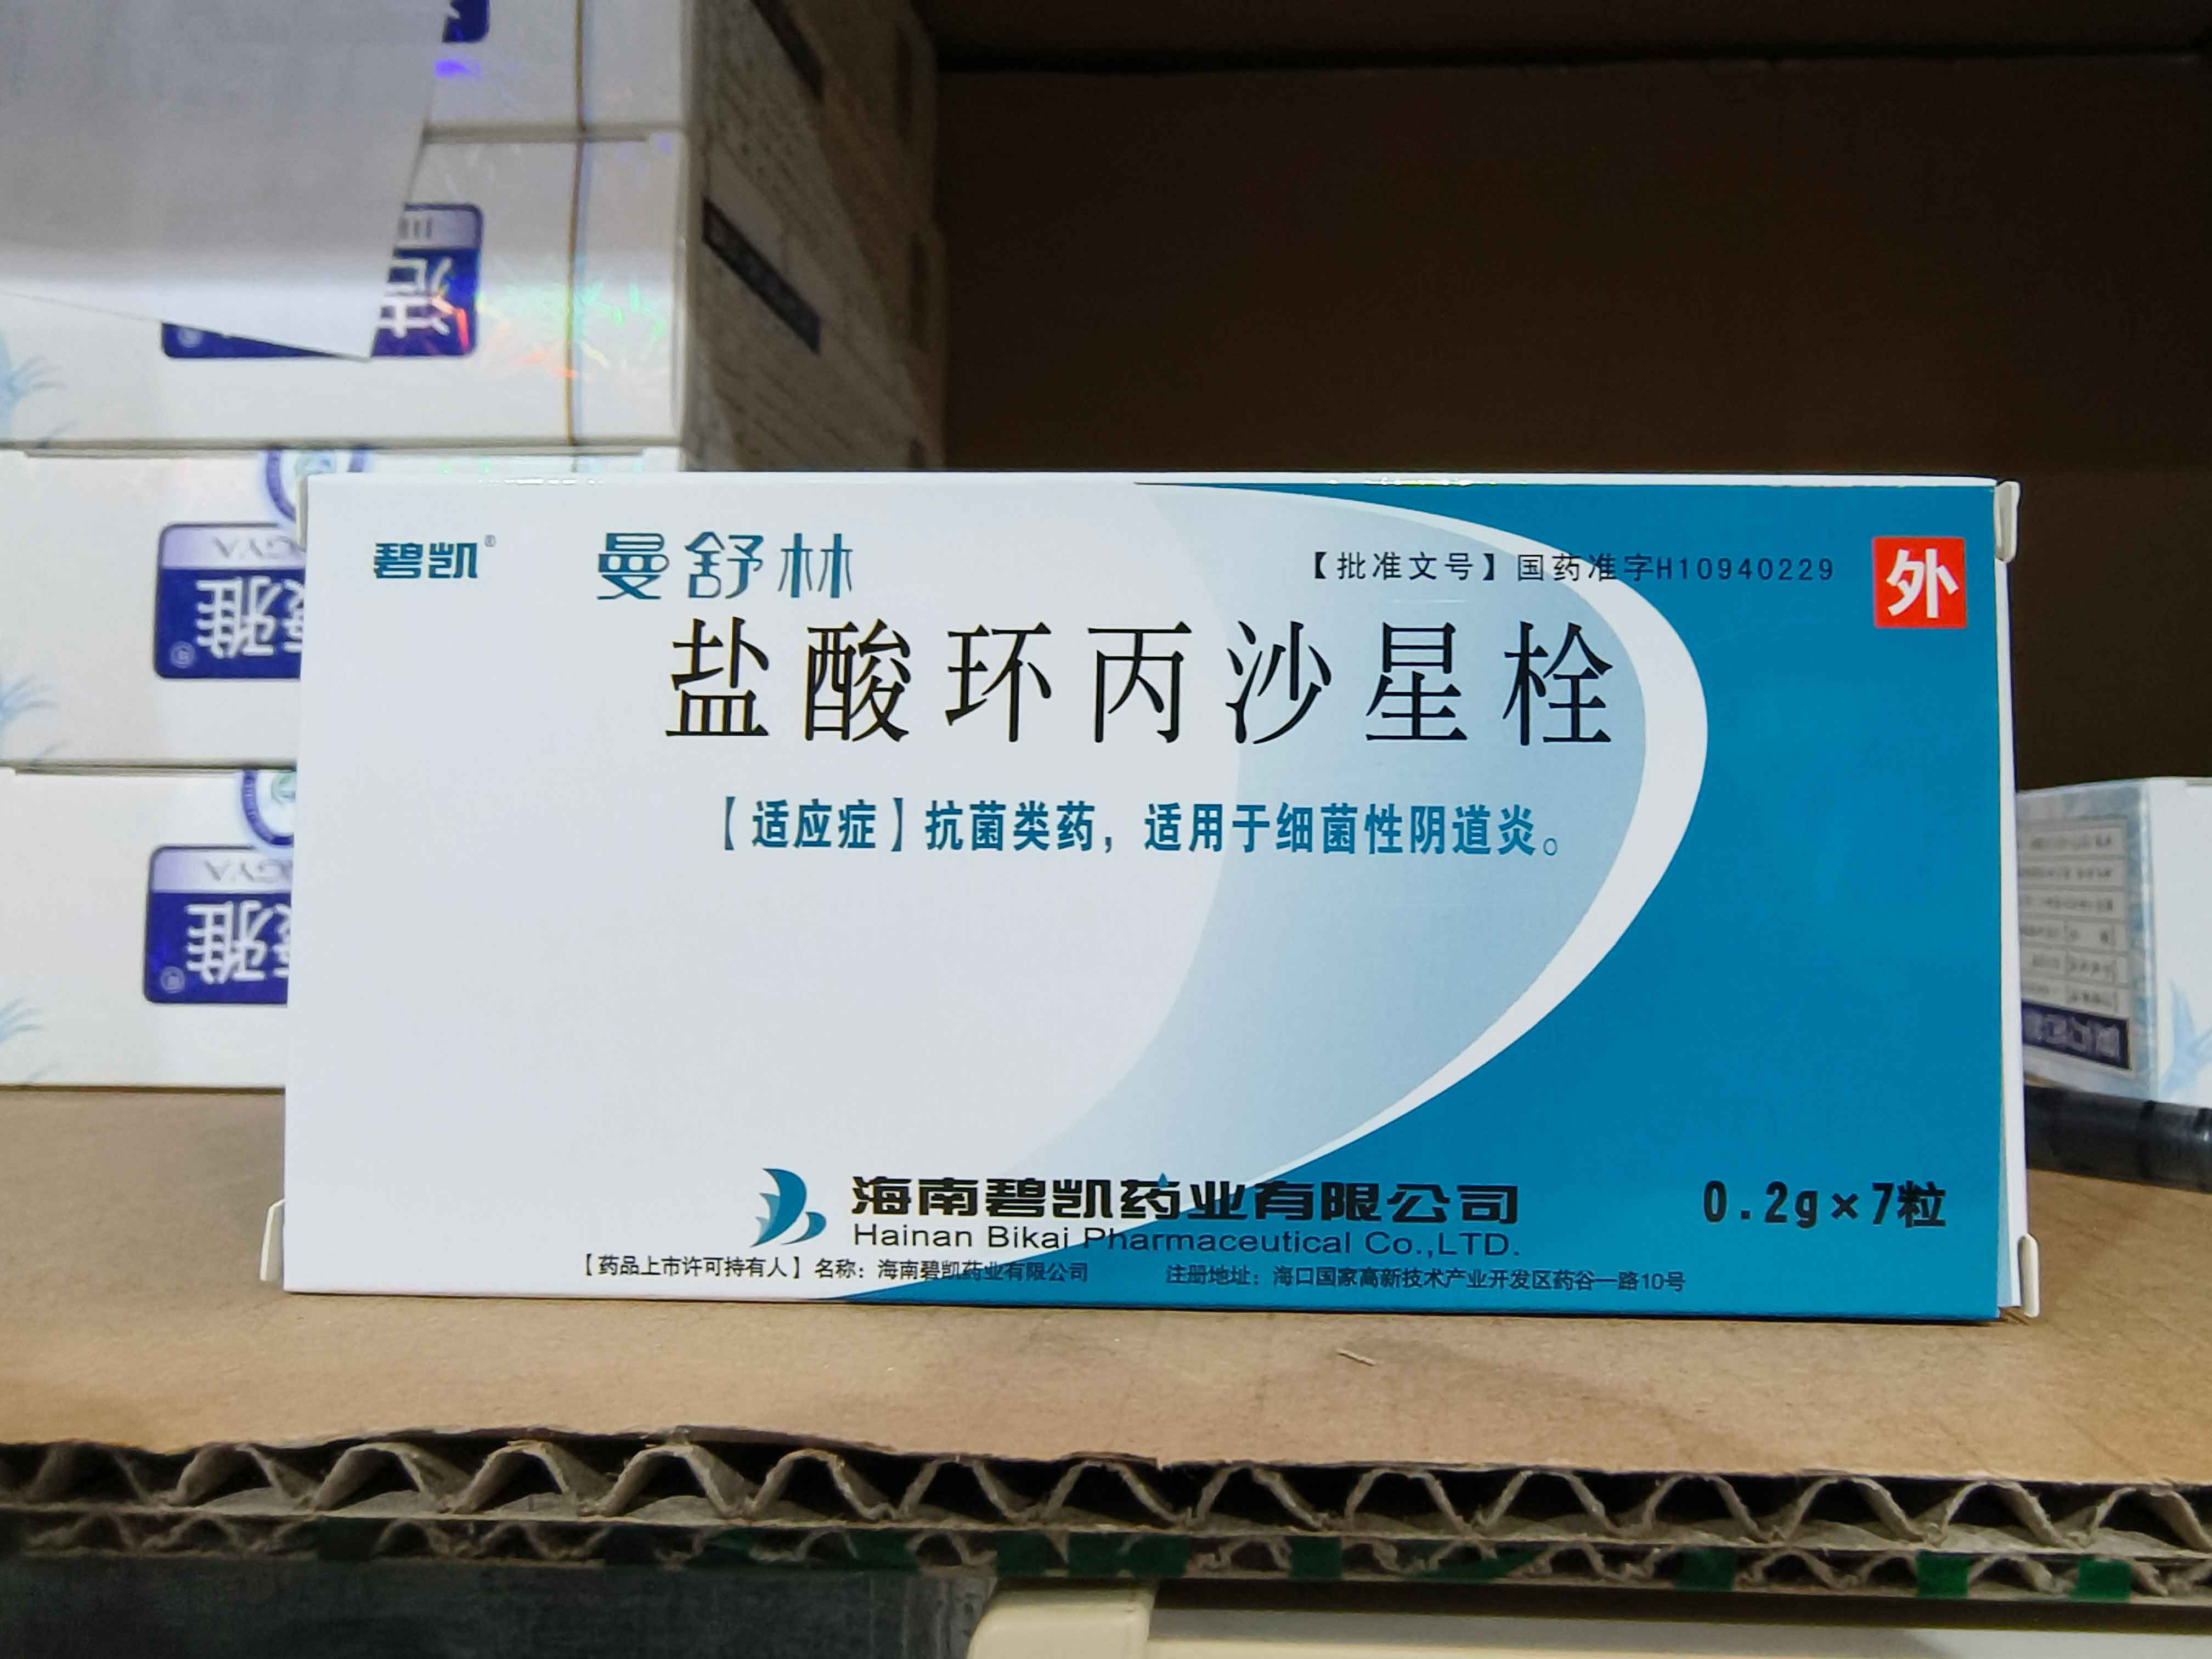 碧凯®
曼舒林
【批准文号】国药准字H10940229
外
盐酸环丙沙星栓
【适应症】抗菌类药，适用于细菌性阴道炎。
海南碧凯药业有限公司
Hainan Bikai Pharmaceutical Co.,LTD.
0.2g×7粒
【药品上市许可持有人】名称：海南碧凯药业有限公司 注册地址：海口国家高新技术产业开发区药谷一路10号
雅
雅